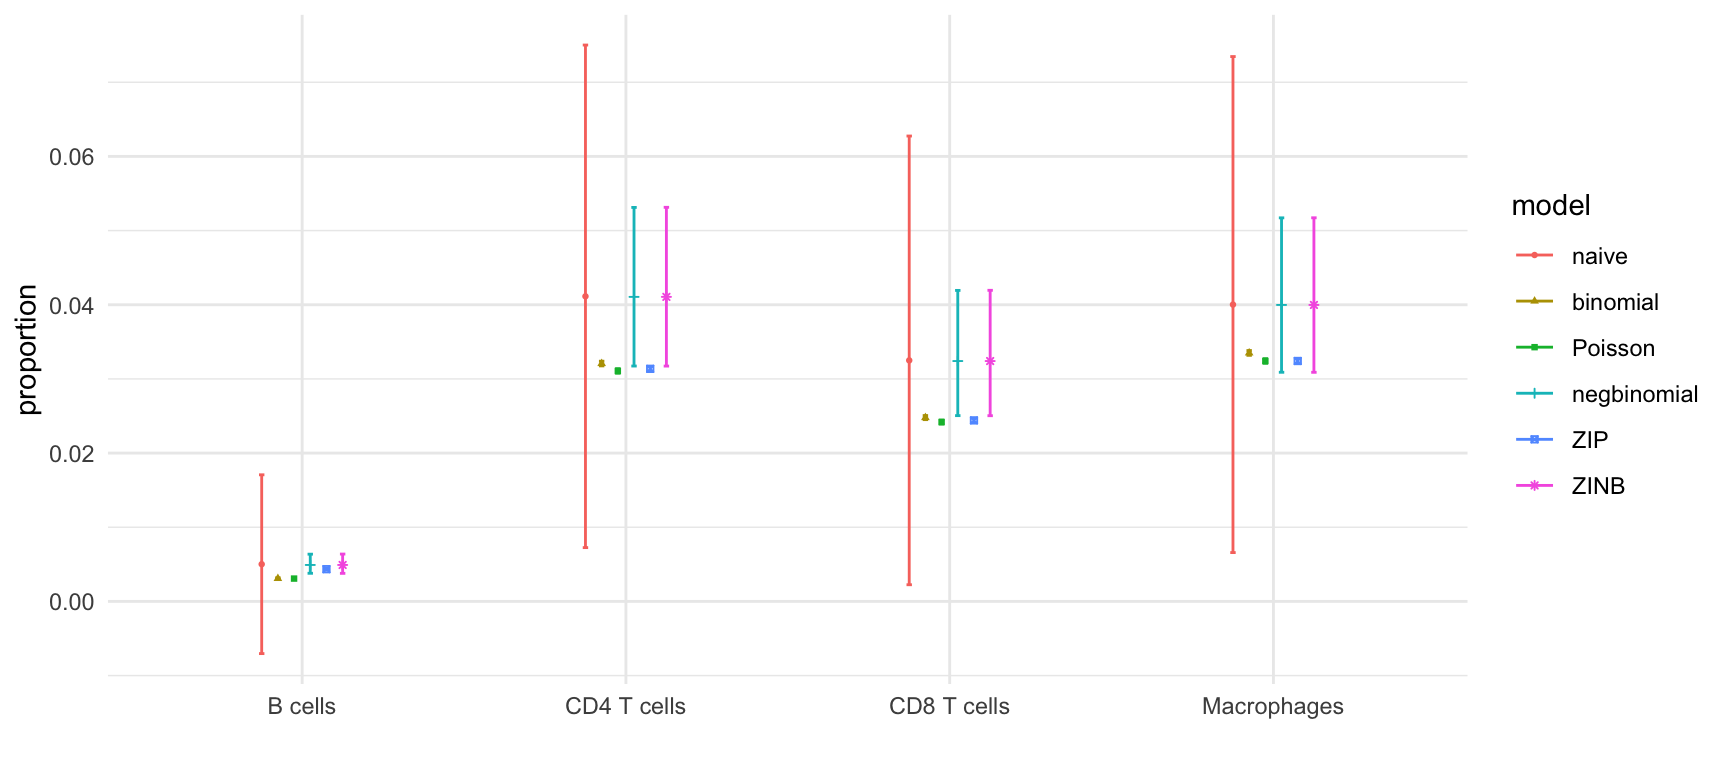 proportion
0.06
0.04
0.02
0.00
B cells
CD4 T cells
CD8 T cells
Macrophages
model
naive
binomial
Poisson
negbinomial
ZIP
ZINB